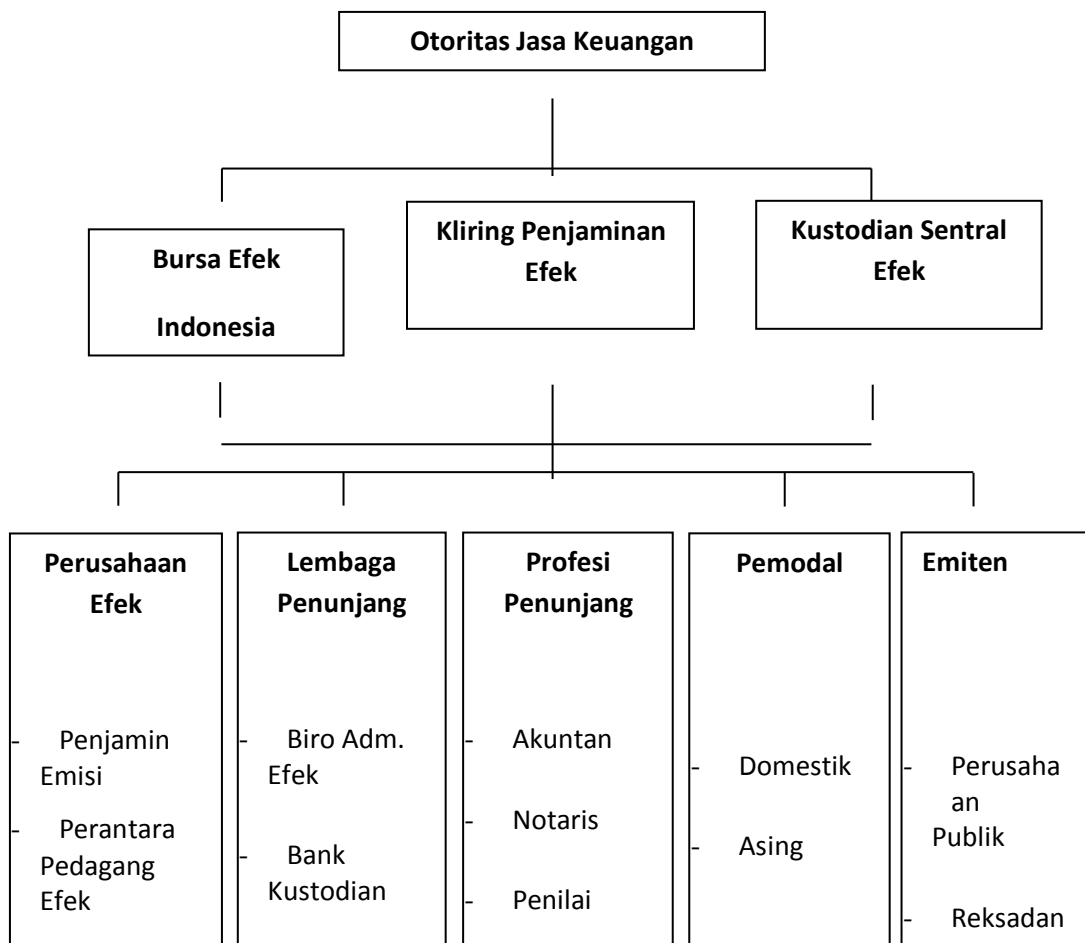 Otoritas Jasa Keuangan
Bursa Efek
Indonesia
Kliring Penjaminan
Efek
Kustodian Sentral
Efek
Perusahaan
Efek
- Penjamin
Emisi
- Perantara
Pedagang
Efek
Lembaga
Penunjang
- Biro Adm.
Efek
- Bank
Kustodian
Profesi
Penunjang
- Akuntan
- Notaris
- Penilai
Pemodal
- Domestik
- Asing
Emiten
- Perusaha
an
Publik
- Reksadan